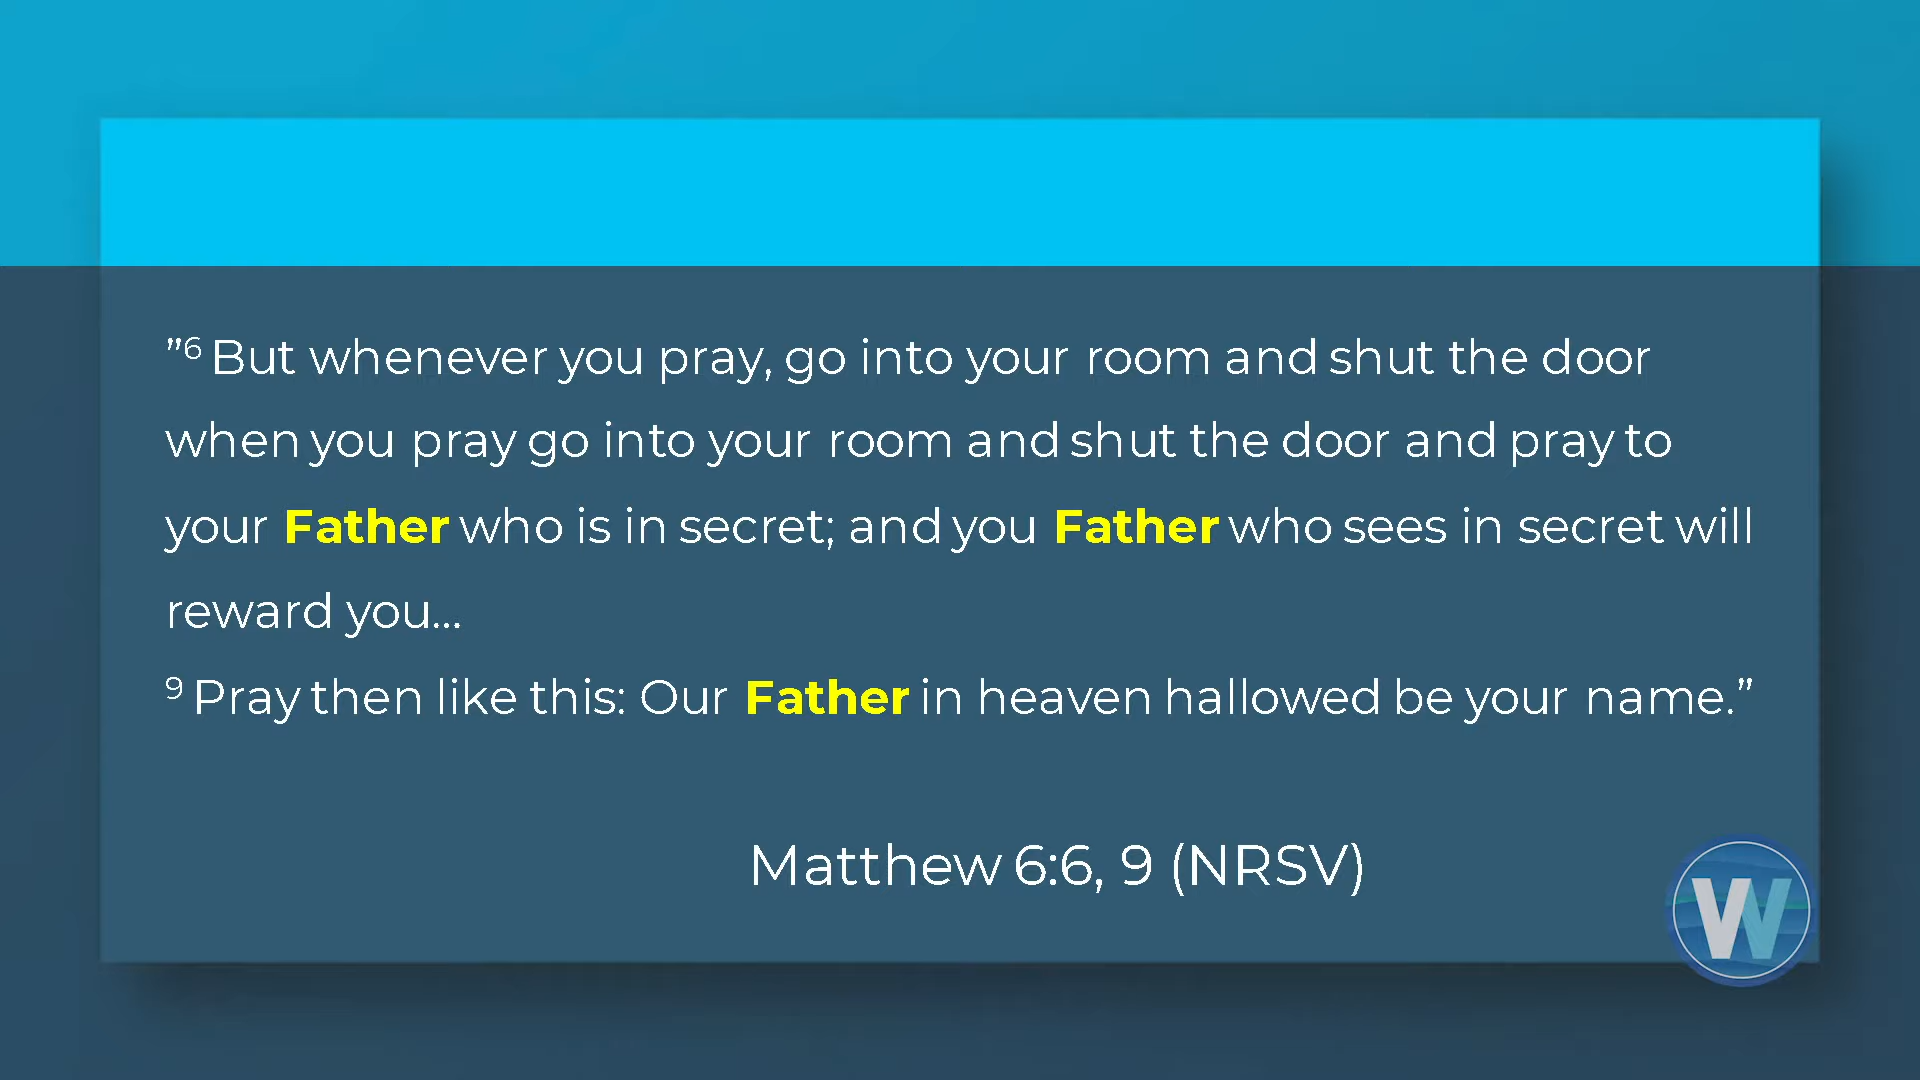 ”⁶ But whenever you pray, go into your room and shut the door
when you pray go into your room and shut the door and pray to
your Father who is in secret; and you Father who sees in secret will
reward you...
⁹ Pray then like this: Our Father in heaven hallowed be your name.”
Matthew 6:6, 9 (NRSV)
W